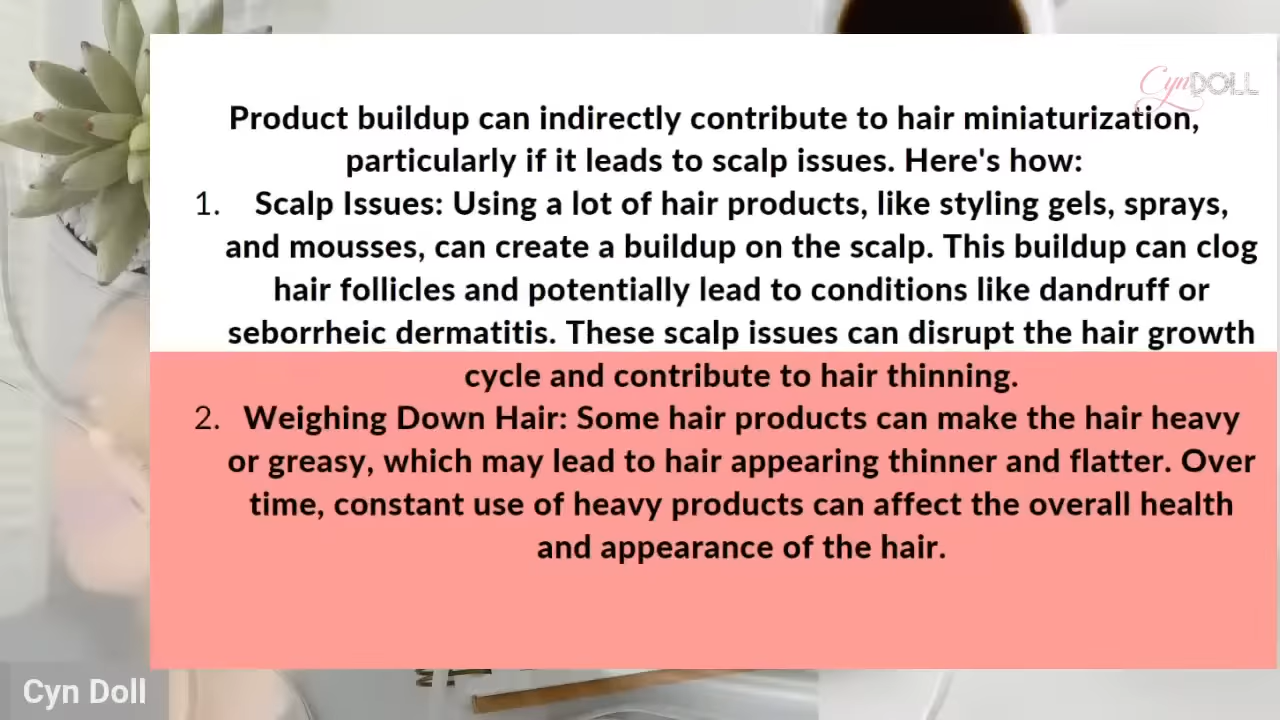 CynDOLL
Product buildup can indirectly contribute to hair miniaturization,
particularly if it leads to scalp issues. Here's how:
1. Scalp Issues: Using a lot of hair products, like styling gels, sprays,
and mousses, can create a buildup on the scalp. This buildup can clog
hair follicles and potentially lead to conditions like dandruff or
seborrheic dermatitis. These scalp issues can disrupt the hair growth
cycle and contribute to hair thinning.
2. Weighing Down Hair: Some hair products can make the hair heavy
or greasy, which may lead to hair appearing thinner and flatter. Over
time, constant use of heavy products can affect the overall health
and appearance of the hair.
Cyn Doll